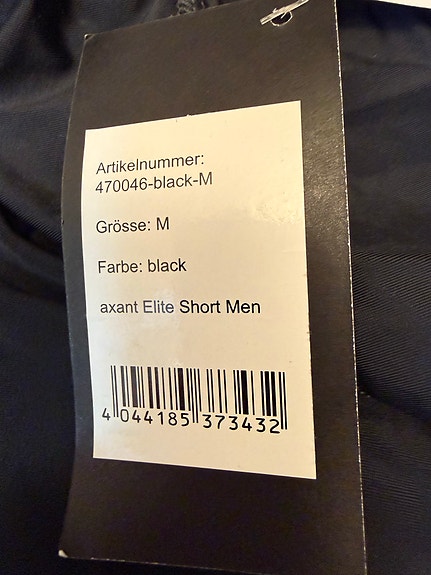 Artikelnummer:
470046-black-M
Grösse: M
Farbe: black
axant Elite Short Men
4 044185 373432